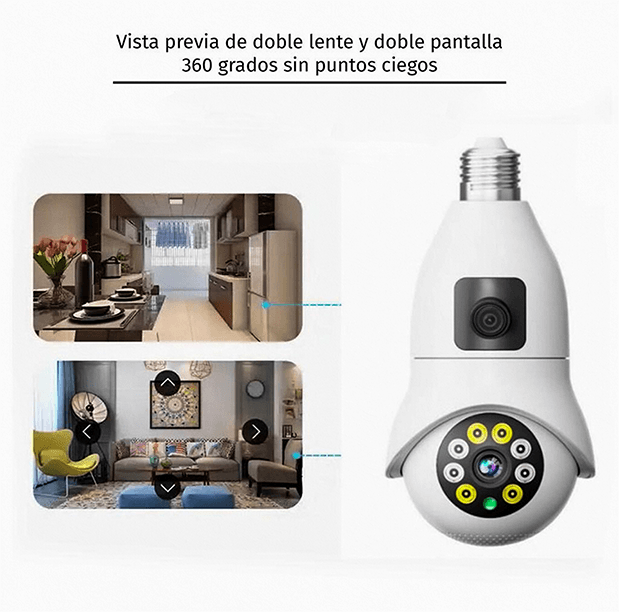 Vista previa de doble lente y doble pantalla
360 grados sin puntos ciegos